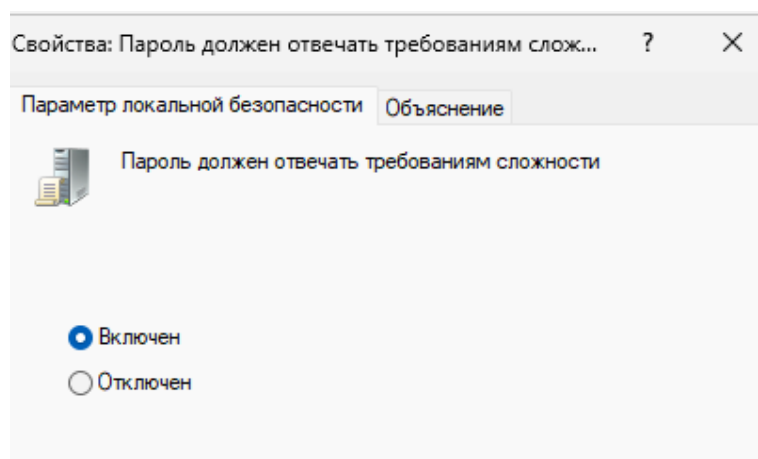 Свойства: Пароль должен отвечать требованиям слож... ?
Параметр локальной безопасности Объяснение
Пароль должен отвечать требованиям сложности
Включен
Отключен